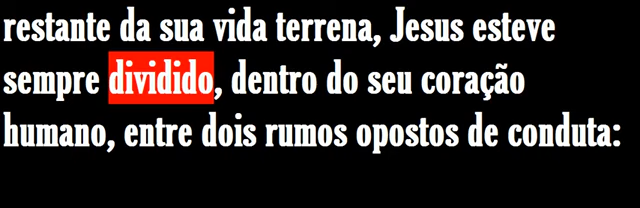 restante da sua vida terrena, Jesus esteve
sempre dividido, dentro do seu coração
humano, entre dois rumos opostos de conduta: